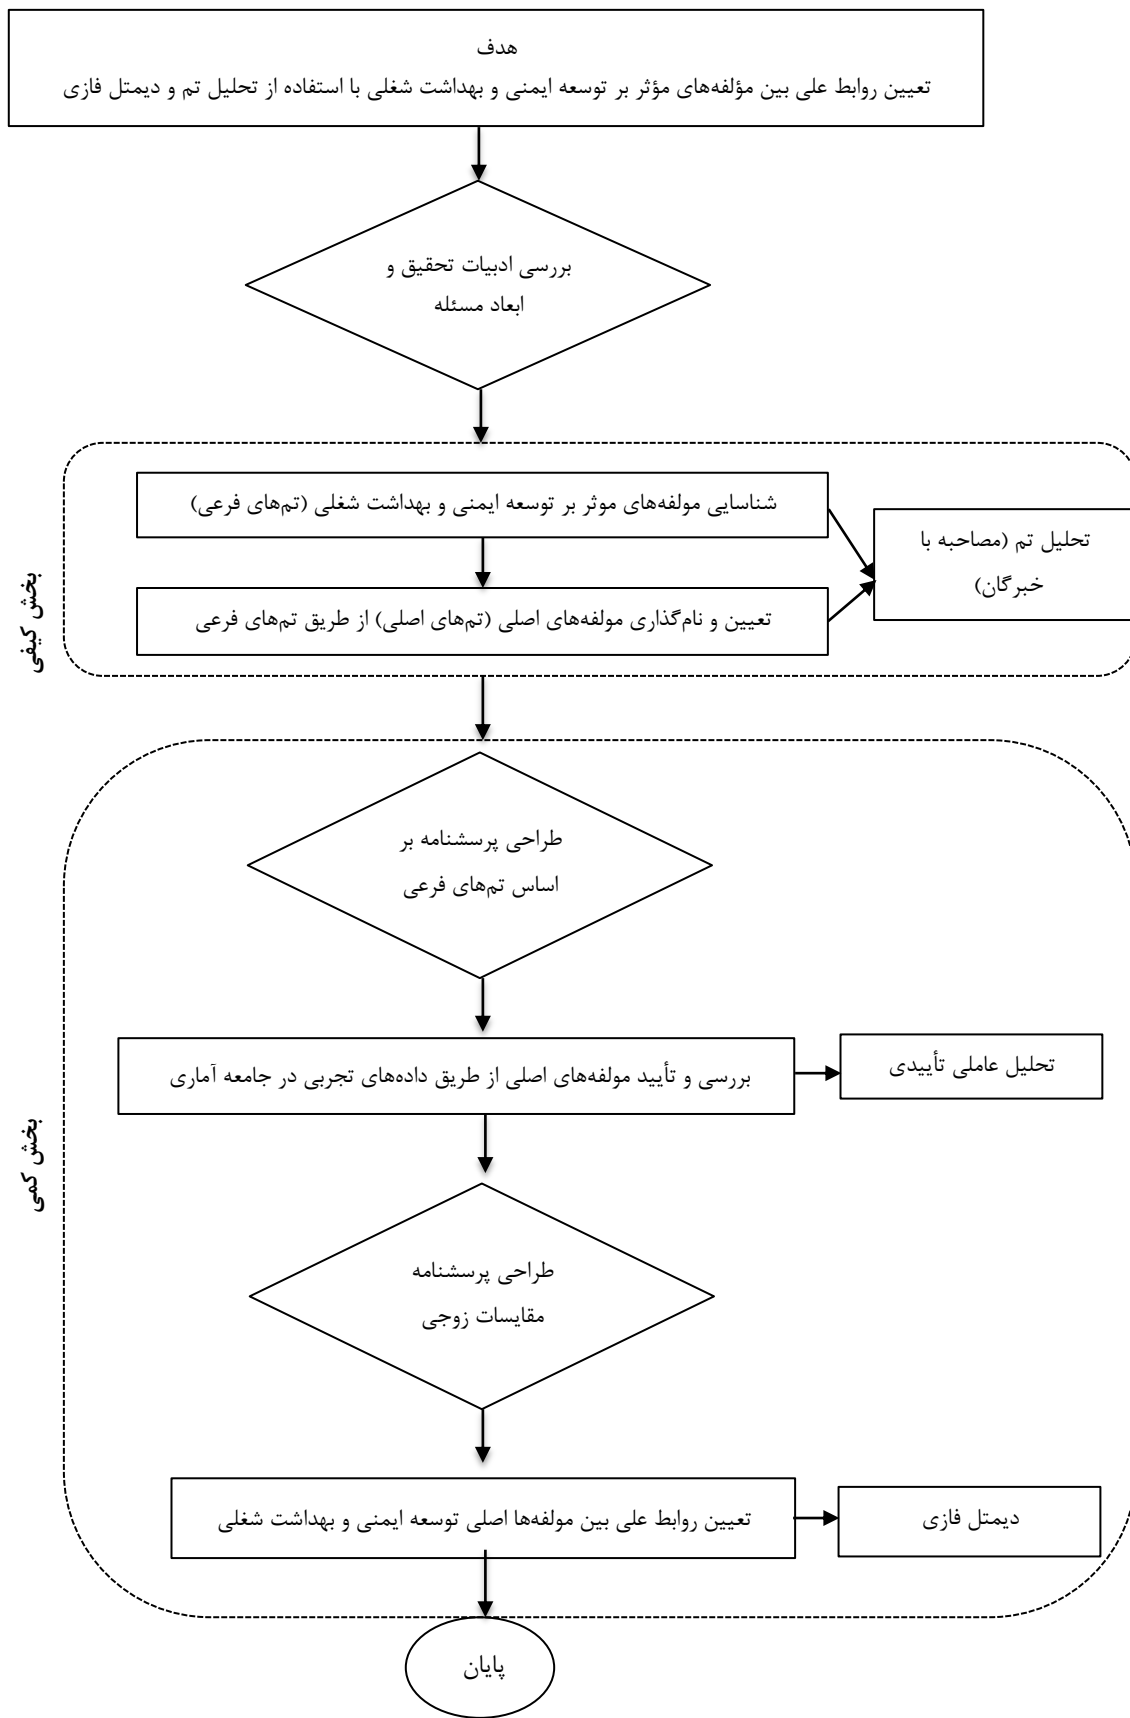 هدف
تعیین روابط علی بین مؤلفه‌های مؤثر بر توسعه ایمنی و بهداشت شغلی با استفاده از تحلیل تم و دیمتل فازی
بررسی ادبیات تحقیق و
ابعاد مسئله
بخش کیفی
شناسایی مولفه‌های موثر بر توسعه ایمنی و بهداشت شغلی (تم‌های فرعی)
تعیین و نام‌گذاری مولفه‌های اصلی (تم‌های اصلی) از طریق تم‌های فرعی
تحلیل تم (مصاحبه با
خبرگان)
بخش کمی
طراحی پرسشنامه بر
اساس تم‌های فرعی
بررسی و تأیید مولفه‌های اصلی از طریق داده‌های تجربی در جامعه آماری
تحلیل عاملی تأییدی
طراحی پرسشنامه
مقایسات زوجی
تعیین روابط علی بین مولفه‌ها اصلی توسعه ایمنی و بهداشت شغلی
دیمتل فازی
پایان